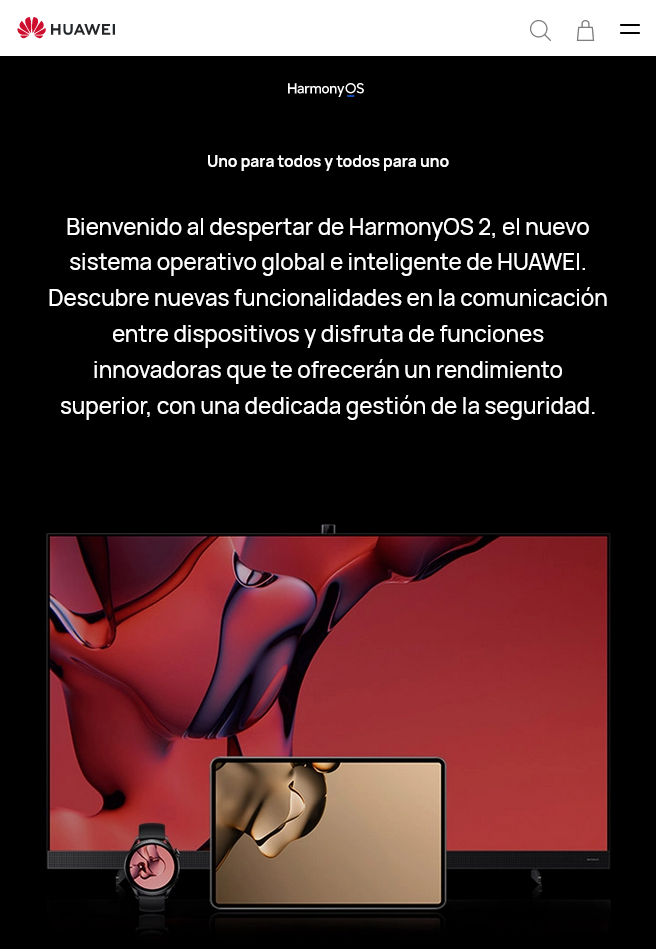 HUAWEI
HarmonyOS
Uno para todos y todos para uno
Bienvenido al despertar de HarmonyOS 2, el nuevo
sistema operativo global e inteligente de HUAWEI.
Descubre nuevas funcionalidades en la comunicación
entre dispositivos y disfruta de funciones
innovadoras que te ofrecerán un rendimiento
superior, con una dedicada gestión de la seguridad.